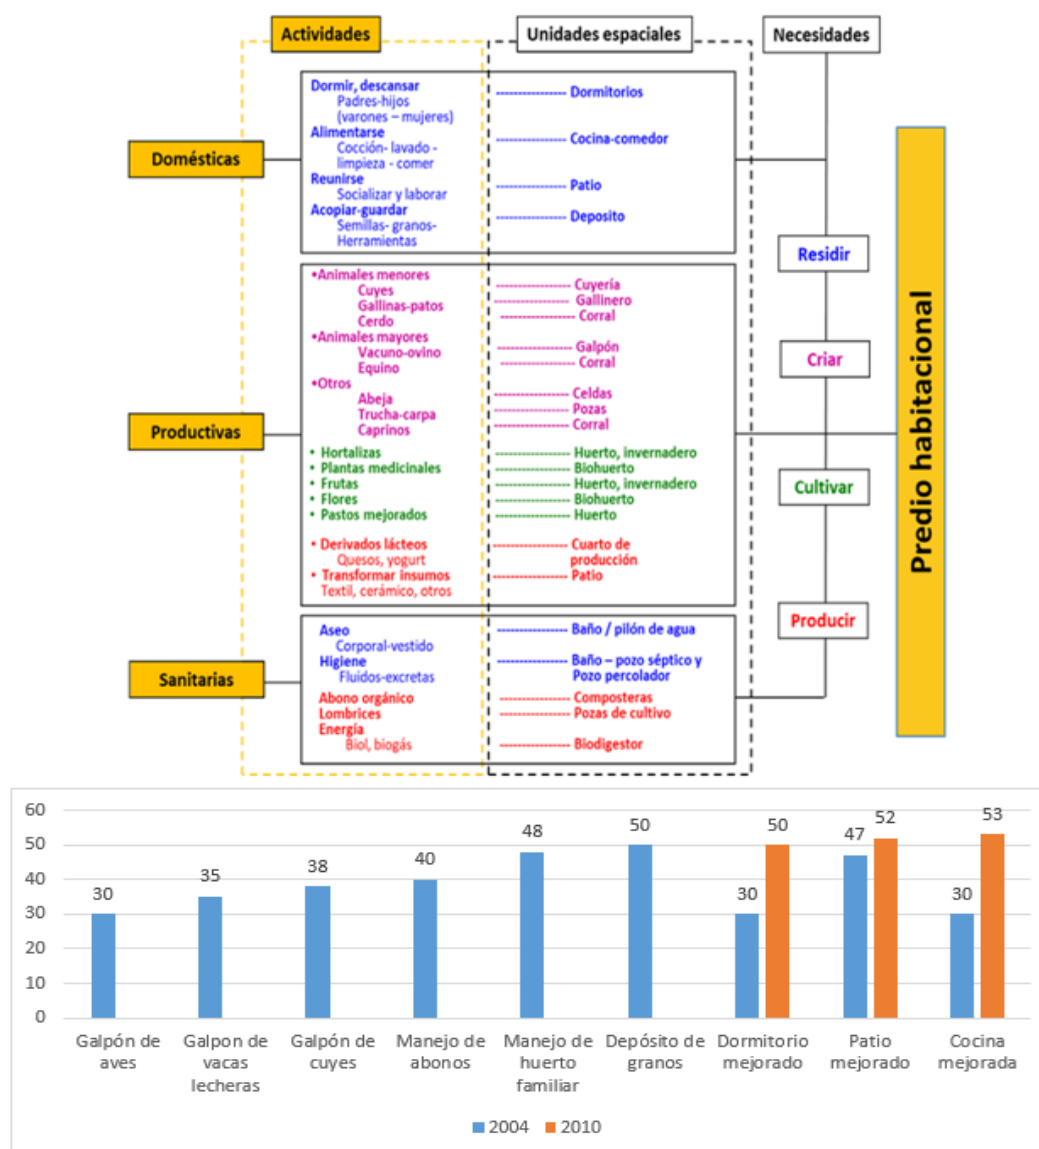 Actividades
Unidades espaciales
Necesidades
Domésticas
Dormir, descansar
Padres-hijos
(varones – mujeres)
Alimentarse
Cocción- lavado -
limpieza - comer
Reunirse
Socializar y laborar
Acopiar-guardar
Semillas- granos-
Herramientas
Dormitorios
Cocina-comedor
Patio
Deposito
Residir
Productivas
•Animales menores
Cuyes
Gallinas-patos
Cerdo
•Animales mayores
Vacuno-ovino
Equino
•Otros
Abeja
Trucha-carpa
Caprinos
• Hortalizas
• Plantas medicinales
• Frutas
• Flores
• Pastos mejorados
• Derivados lácteos
Quesos, yogurt
• Transformar insumos
Textil, cerámico, otros
Cuyería
Gallinero
Corral
Galpón
Corral
Celdas
Pozas
Corral
Huerto, invernadero
Biohuerto
Huerto, invernadero
Biohuerto
Huerto
Cuarto de
producción
Patio
Criar
Cultivar
Producir
Sanitarias
Aseo
Corporal-vestido
Higiene
Fluidos-excretas
Abono orgánico
Lombrices
Energía
Biol, biogás
Baño / pilón de agua
Baño – pozo séptico y
Pozo percolador
Composteras
Pozas de cultivo
Biodigestor
Predio habitacional
60
50
40
30
20
10
0
30
35
38
40
48
50
30
50
47
52
30
53
Galpón de
aves
Galpon de
vacas
lecheras
Galpón de
cuyes
Manejo de
abonos
Manejo de
huerto
familiar
Depósito de
granos
Dormitorio
mejorado
Patio
mejorado
Cocina
mejorada
2004
2010